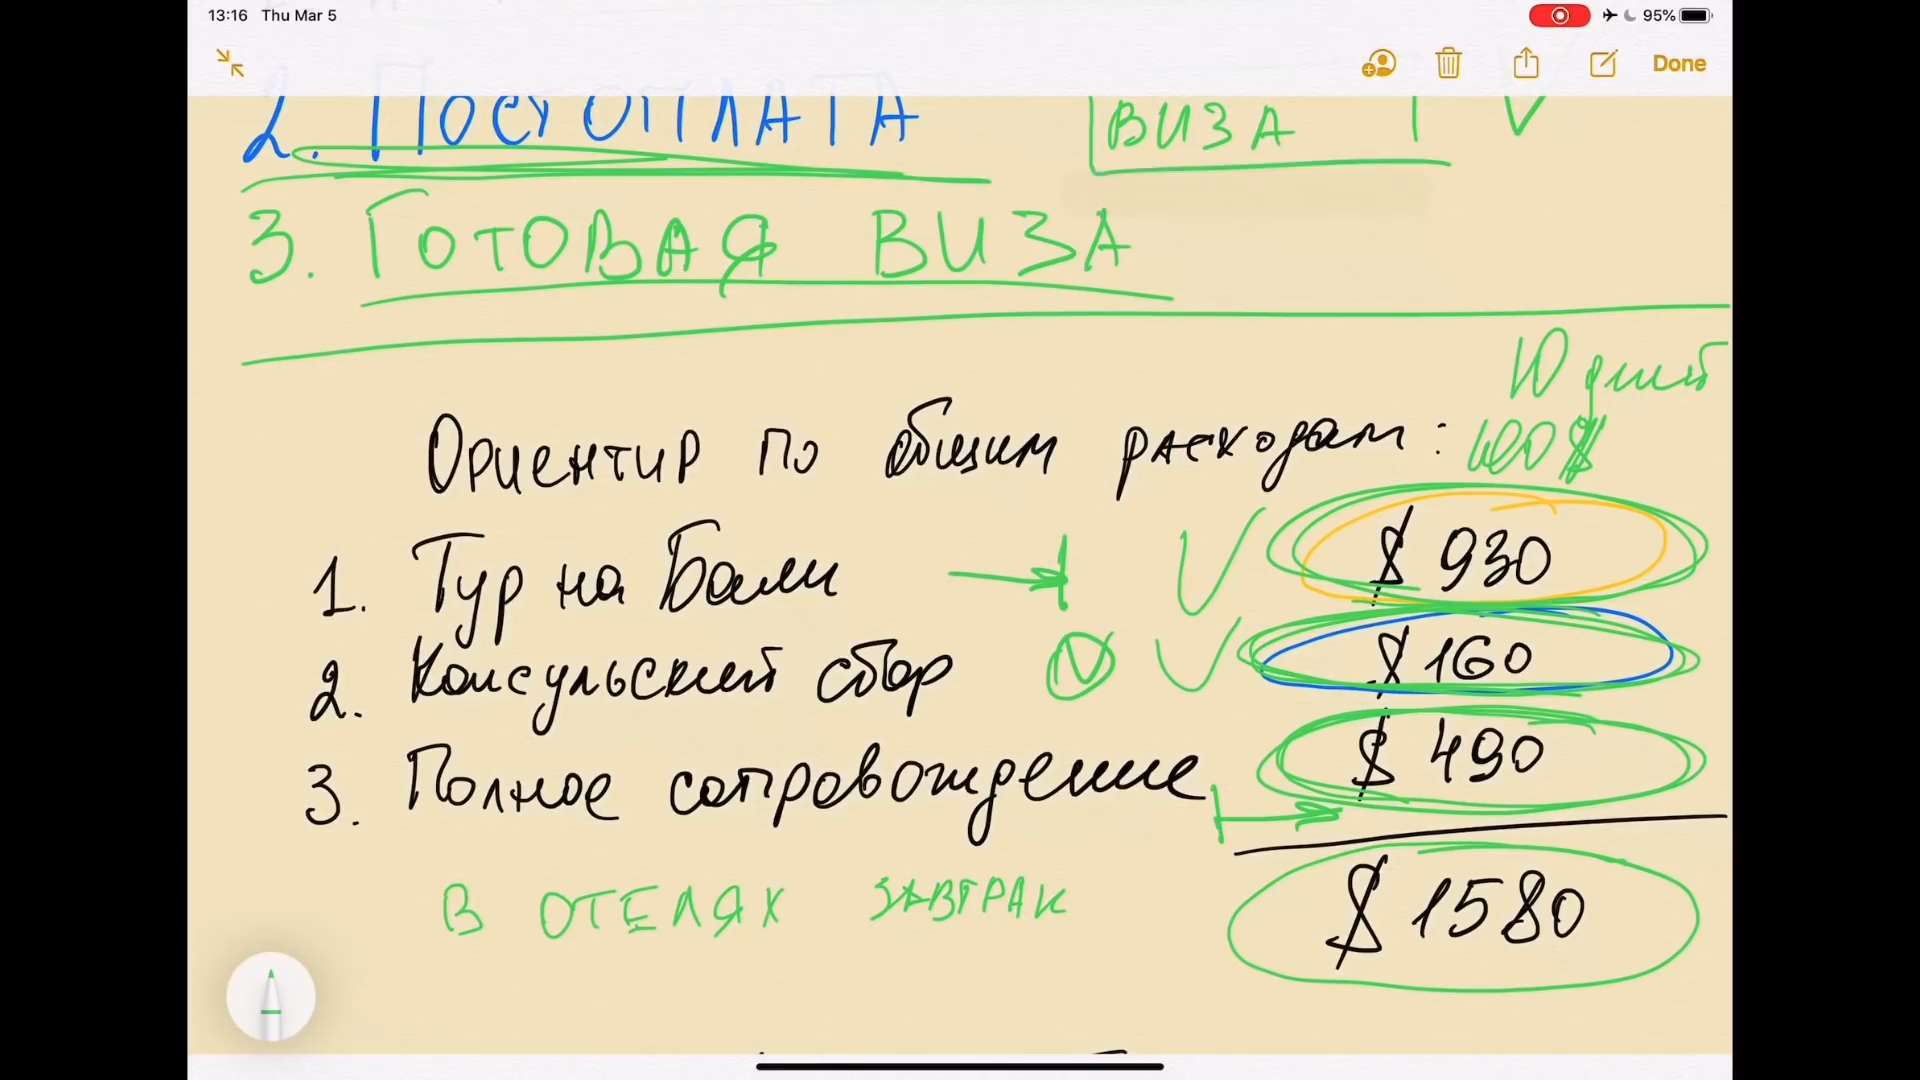 13:16 Thu Mar 5 95%
Done
2. ПОСТОПЛАТА ВИЗА
3. ГОТОВАЯ ВИЗА
10 дней
Ориентир по общим расходам: 400$
1. Тур на Бали $ 930
2. Консульский сбор $ 160
3. Полное сопровождение $ 490
В ОТЕЛЯХ ЗАВТРАК $ 1580